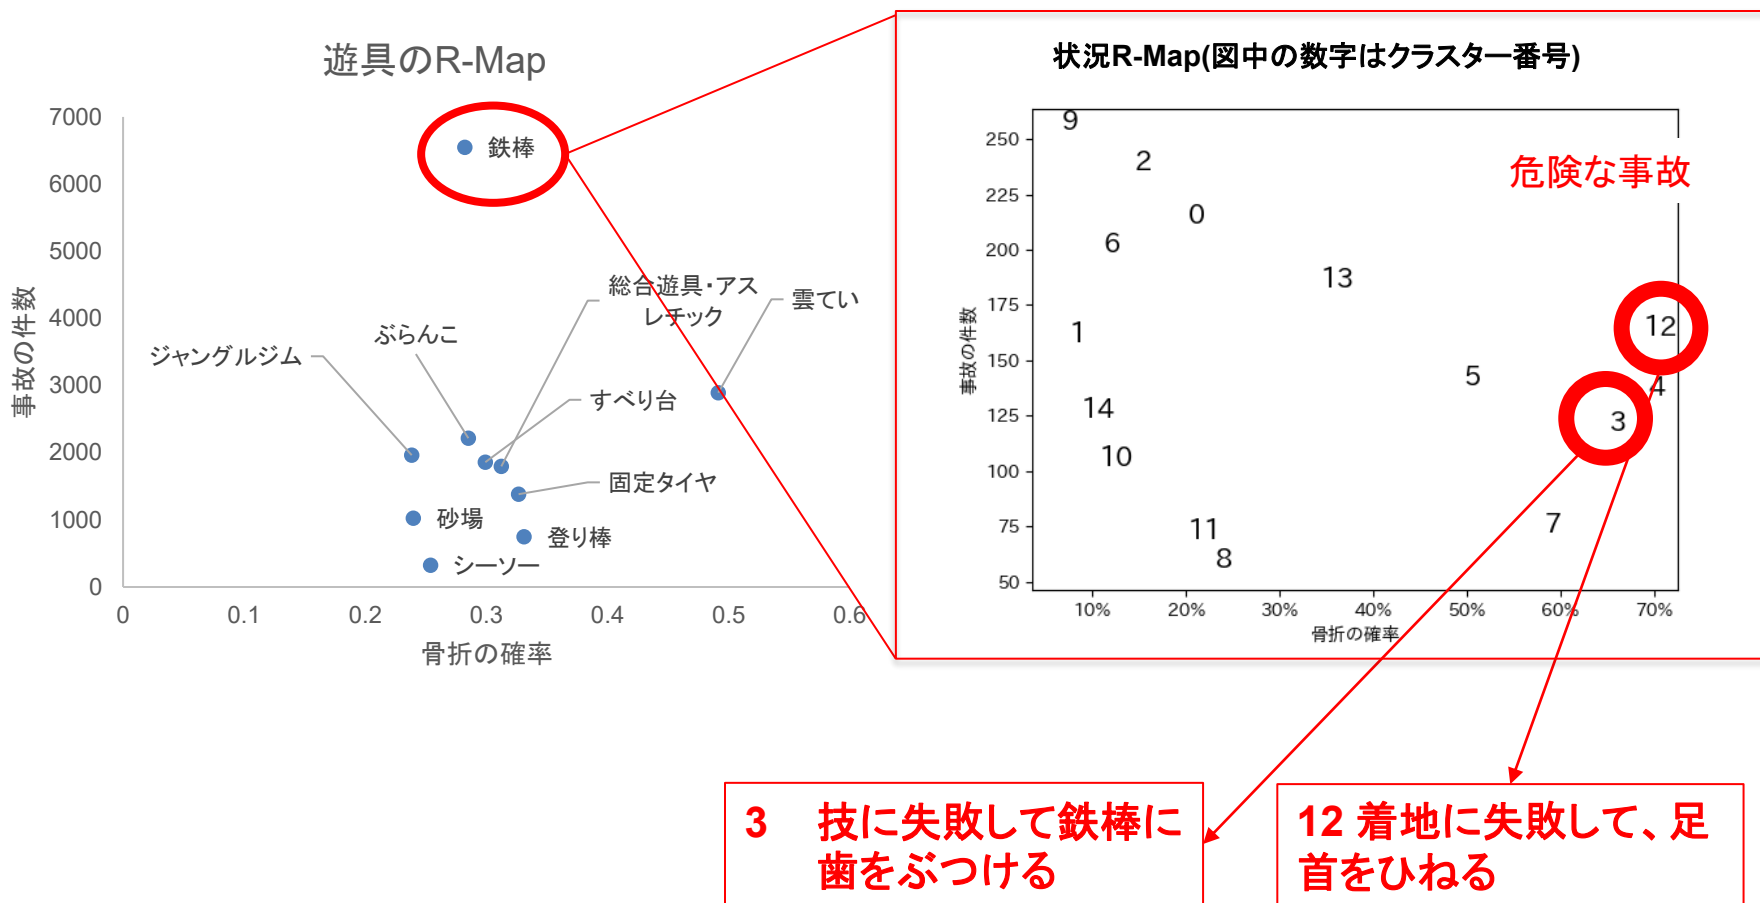 遊具のR-Map
7000
6000
5000
4000
3000
2000
1000
0
事故の件数
鉄棒
総合遊具・アス
レチック
雲てい
ぶらんこ
ジャングルジム
すべり台
固定タイヤ
砂場
登り棒
シーソー
0 0.1 0.2 0.3 0.4 0.5 0.6
骨折の確率
状況R-Map(図中の数字はクラスター番号)
危険な事故
250
225
200
175
150
125
100
75
50
事故の件数
9
2
0
6
13
12
1
5
4
14
3
10
7
11
8
10% 20% 30% 40% 50% 60% 70%
骨折の確率
3 技に失敗して鉄棒に
歯をぶつける
12 着地に失敗して、足
首をひねる